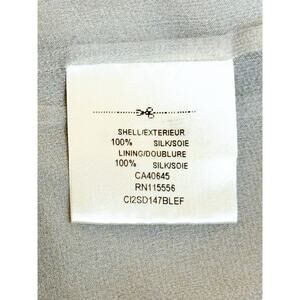 SHELL/EXTERIEUR
100% SILK/SOIE
LINING/DOUBLURE
100% SILK/SOIE
CA40645
RN115556
CI2SD147BLEF